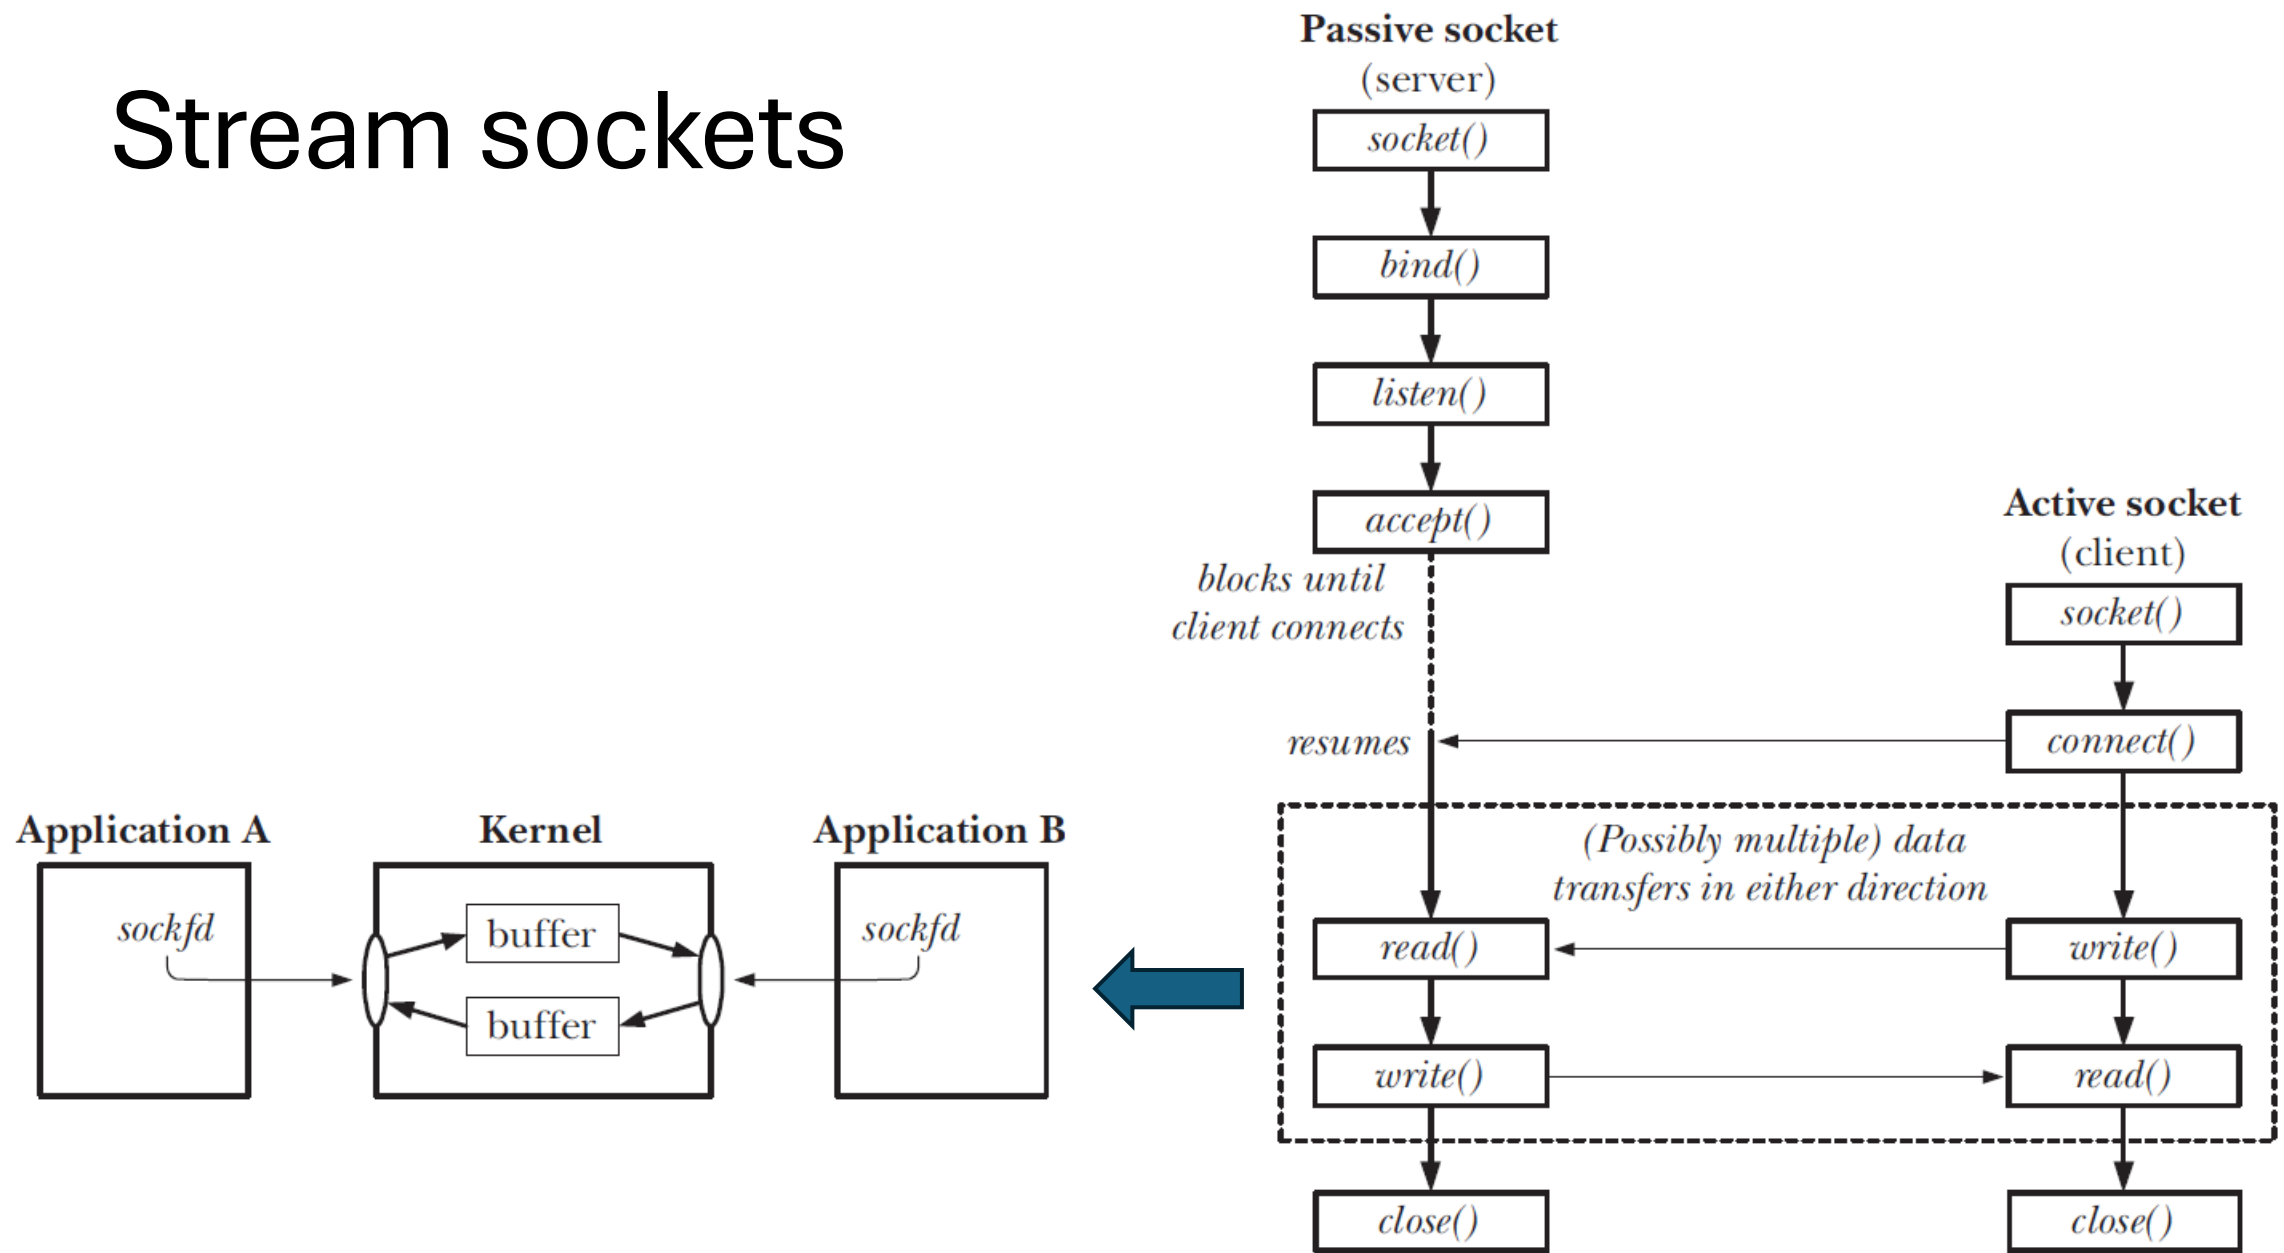 Stream sockets
Passive socket
(server)
socket()
bind()
listen()
accept()
blocks until
client connects
resumes
Active socket
(client)
socket()
connect()
(Possibly multiple) data
transfers in either direction
read()
write()
write()
read()
close()
close()
Application A
Kernel
Application B
sockfd
buffer
buffer
sockfd